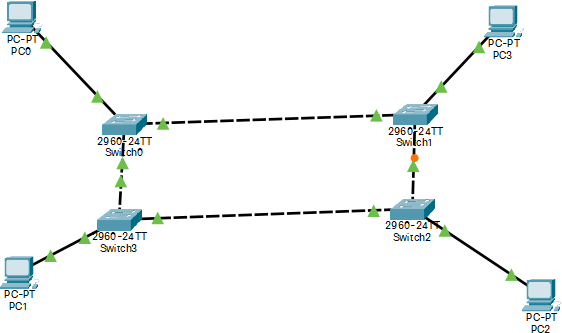 PC-PT
PC0
PC-PT
PC3
2960-24TT
Switch0
2960-24TT
Switch1
2960-24TT
Switch3
2960-24TT
Switch2
PC-PT
PC1
PC-PT
PC2